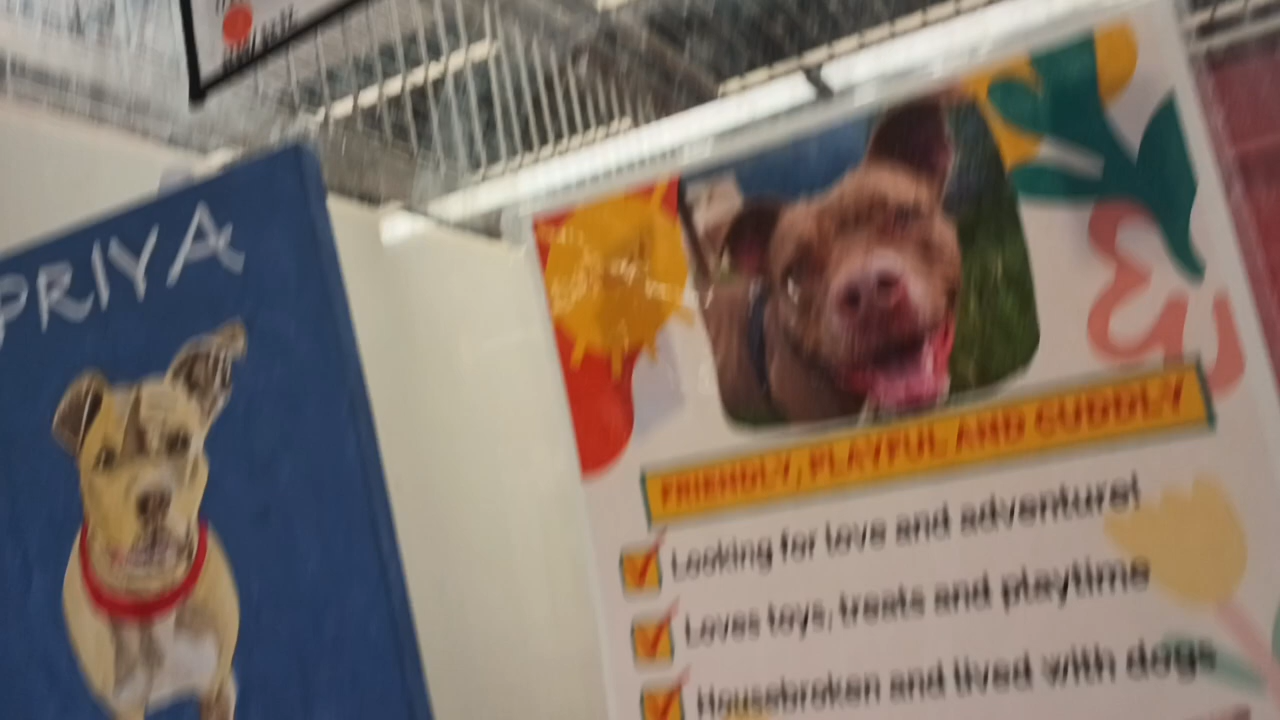 PRIYA
FRIENDLY, PLAYFUL AND CUDDLY
Looking for love and adventure!
Loves toys, treats and playtime
Housebroken and lived with dogs